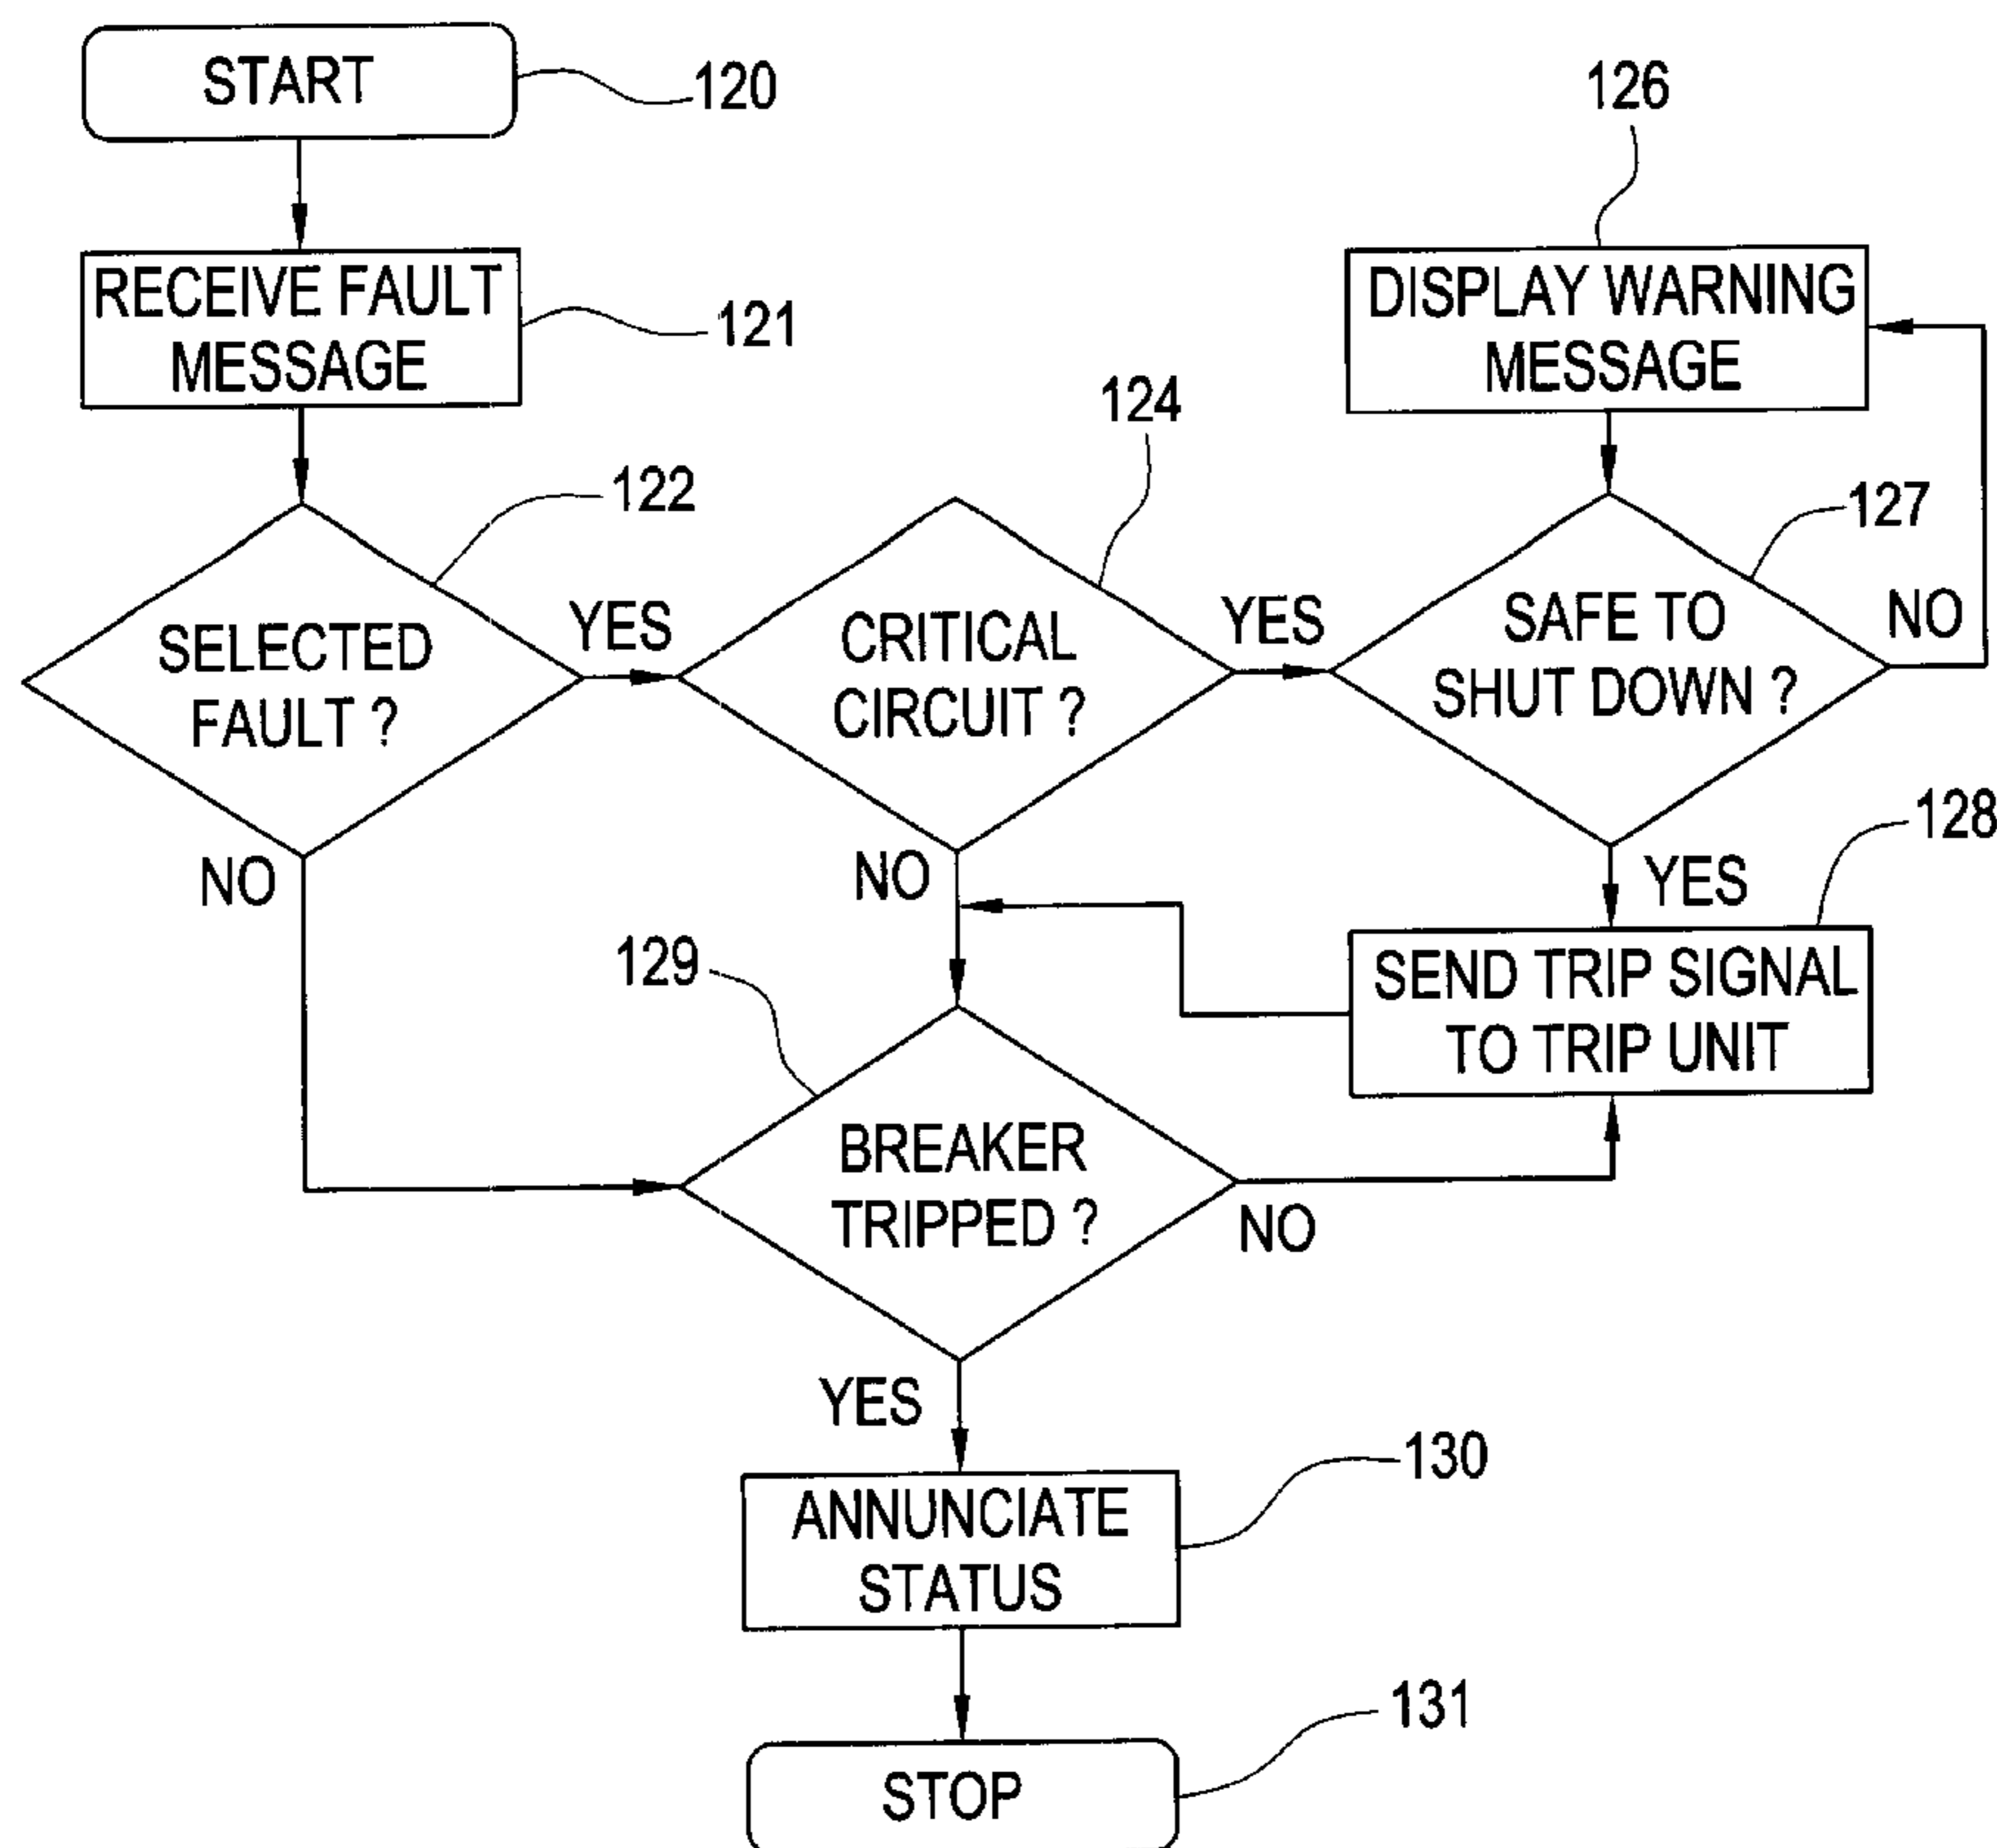 START
120
126
RECEIVE FAULT
MESSAGE
121
DISPLAY WARNING
MESSAGE
124
122
127
SELECTED
FAULT ?
YES
CRITICAL
CIRCUIT ?
YES
SAFE TO
SHUT DOWN ?
NO
128
NO
NO
YES
129
SEND TRIP SIGNAL
TO TRIP UNIT
BREAKER
TRIPPED ?
NO
YES
130
ANNUNCIATE
STATUS
131
STOP